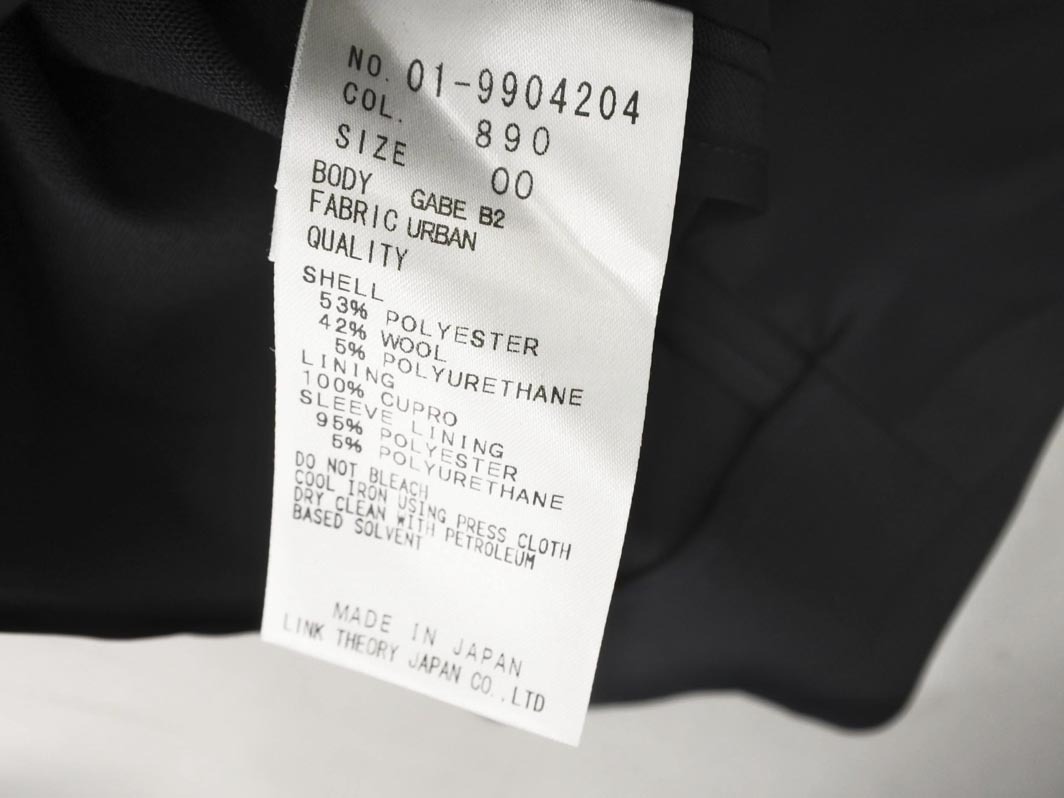 NO. 01-9904204
COL. 890
SIZE 00
BODY GABE B2
FABRIC URBAN
QUALITY
SHELL
53% POLYESTER
42% WOOL
5% POLYURETHANE
LINING
100% CUPRO
SLEEVE LINING
95% POLYESTER
5% POLYURETHANE
DO NOT BLEACH
COOL IRON USING PRESS CLOTH
DRY CLEAN WITH PETROLEUM
BASED SOLVENT
MADE IN JAPAN
LINK THEORY JAPAN CO.,LTD